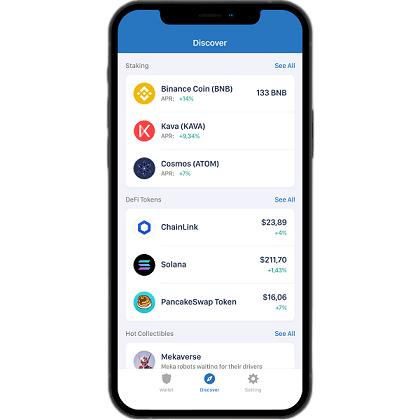 Discover
Staking
See All
Binance Coin (BNB)
133 BNB
APR: +14%
Kava (KAVA)
APR: +9,34%
Cosmos (ATOM)
APR: +7%
DeFi Tokens
See All
ChainLink
$23,89
+4%
Solana
$211,70
+1,43%
PancakeSwap Token
$16,06
+7%
Hot Collectibles
See All
Mekaverse
Meka robots waiting for their drivers
Wallet
Discover
Setting